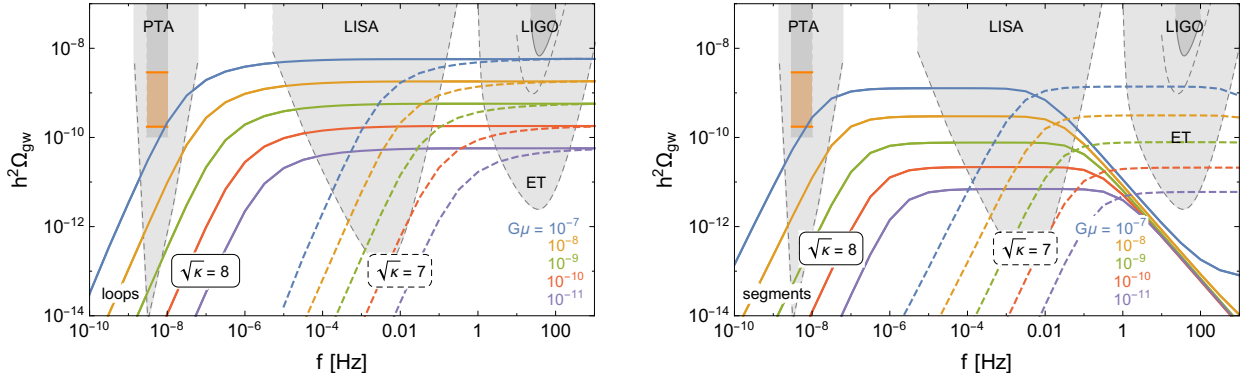 PTA LISA LIGO
ET
loops
√κ = 8
√κ = 7
Gμ = 10⁻⁷
10⁻⁸
10⁻⁹
10⁻¹⁰
10⁻¹¹
h²Ω_gw
10⁻⁸
10⁻¹⁰
10⁻¹²
10⁻¹⁴
10⁻¹⁰ 10⁻⁸ 10⁻⁶ 10⁻⁴ 0.01 1 100
f [Hz]
PTA LISA LIGO
ET
segments
√κ = 8
√κ = 7
Gμ = 10⁻⁷
10⁻⁸
10⁻⁹
10⁻¹⁰
10⁻¹¹
h²Ω_gw
10⁻⁸
10⁻¹⁰
10⁻¹²
10⁻¹⁴
10⁻¹⁰ 10⁻⁸ 10⁻⁶ 10⁻⁴ 0.01 1 100
f [Hz]